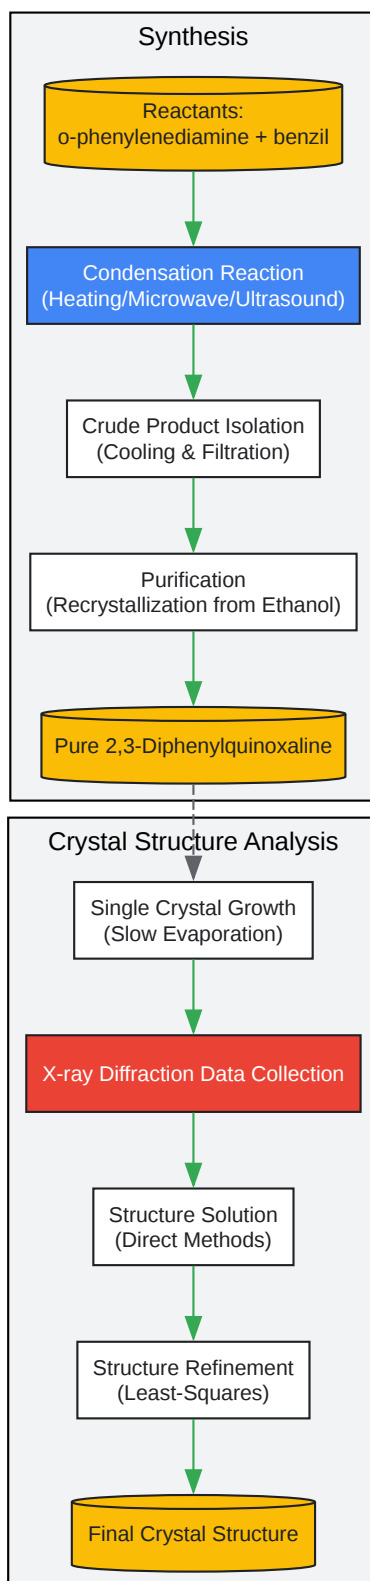 Synthesis
Reactants:
o-phenylenediamine + benzil
Condensation Reaction
(Heating/Microwave/Ultrasound)
Crude Product Isolation
(Cooling & Filtration)
Purification
(Recrystallization from Ethanol)
Pure 2,3-Diphenylquinoxaline
Crystal Structure Analysis
Single Crystal Growth
(Slow Evaporation)
X-ray Diffraction Data Collection
Structure Solution
(Direct Methods)
Structure Refinement
(Least-Squares)
Final Crystal Structure